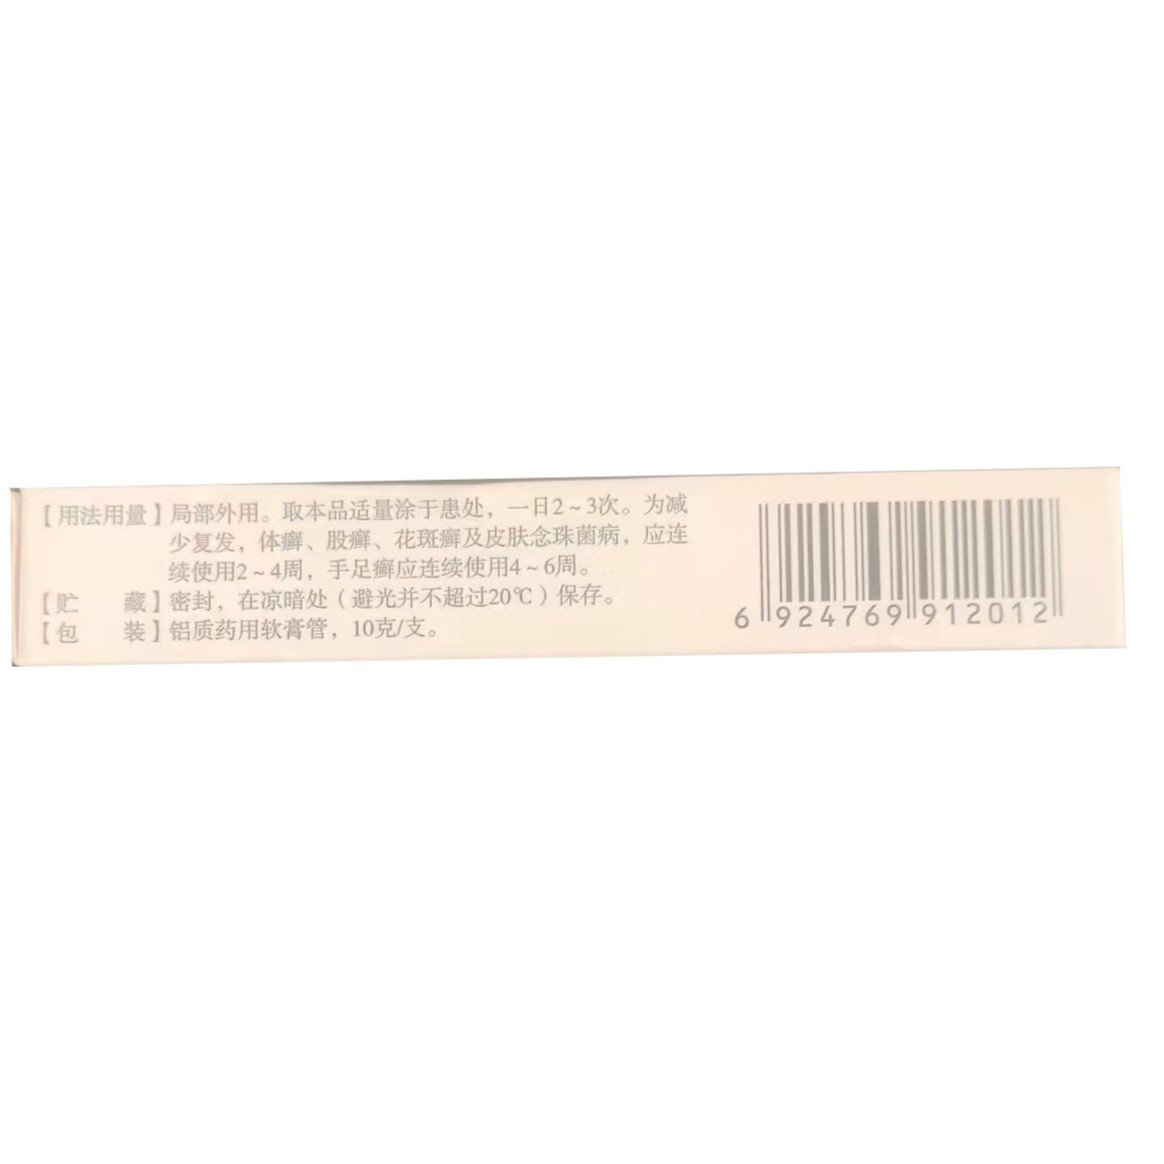 【用法用量】局部外用。取本品适量涂于患处，一日2~3次。为减
少复发，体癣、股癣、花斑癣及皮肤念珠菌病，应连
续使用2~4周，手足癣应连续使用4~6周。
【贮　　藏】密封，在凉暗处（避光并不超过20℃）保存。
【包　　装】铝质药用软膏管，10克/支。
6 924769 912012